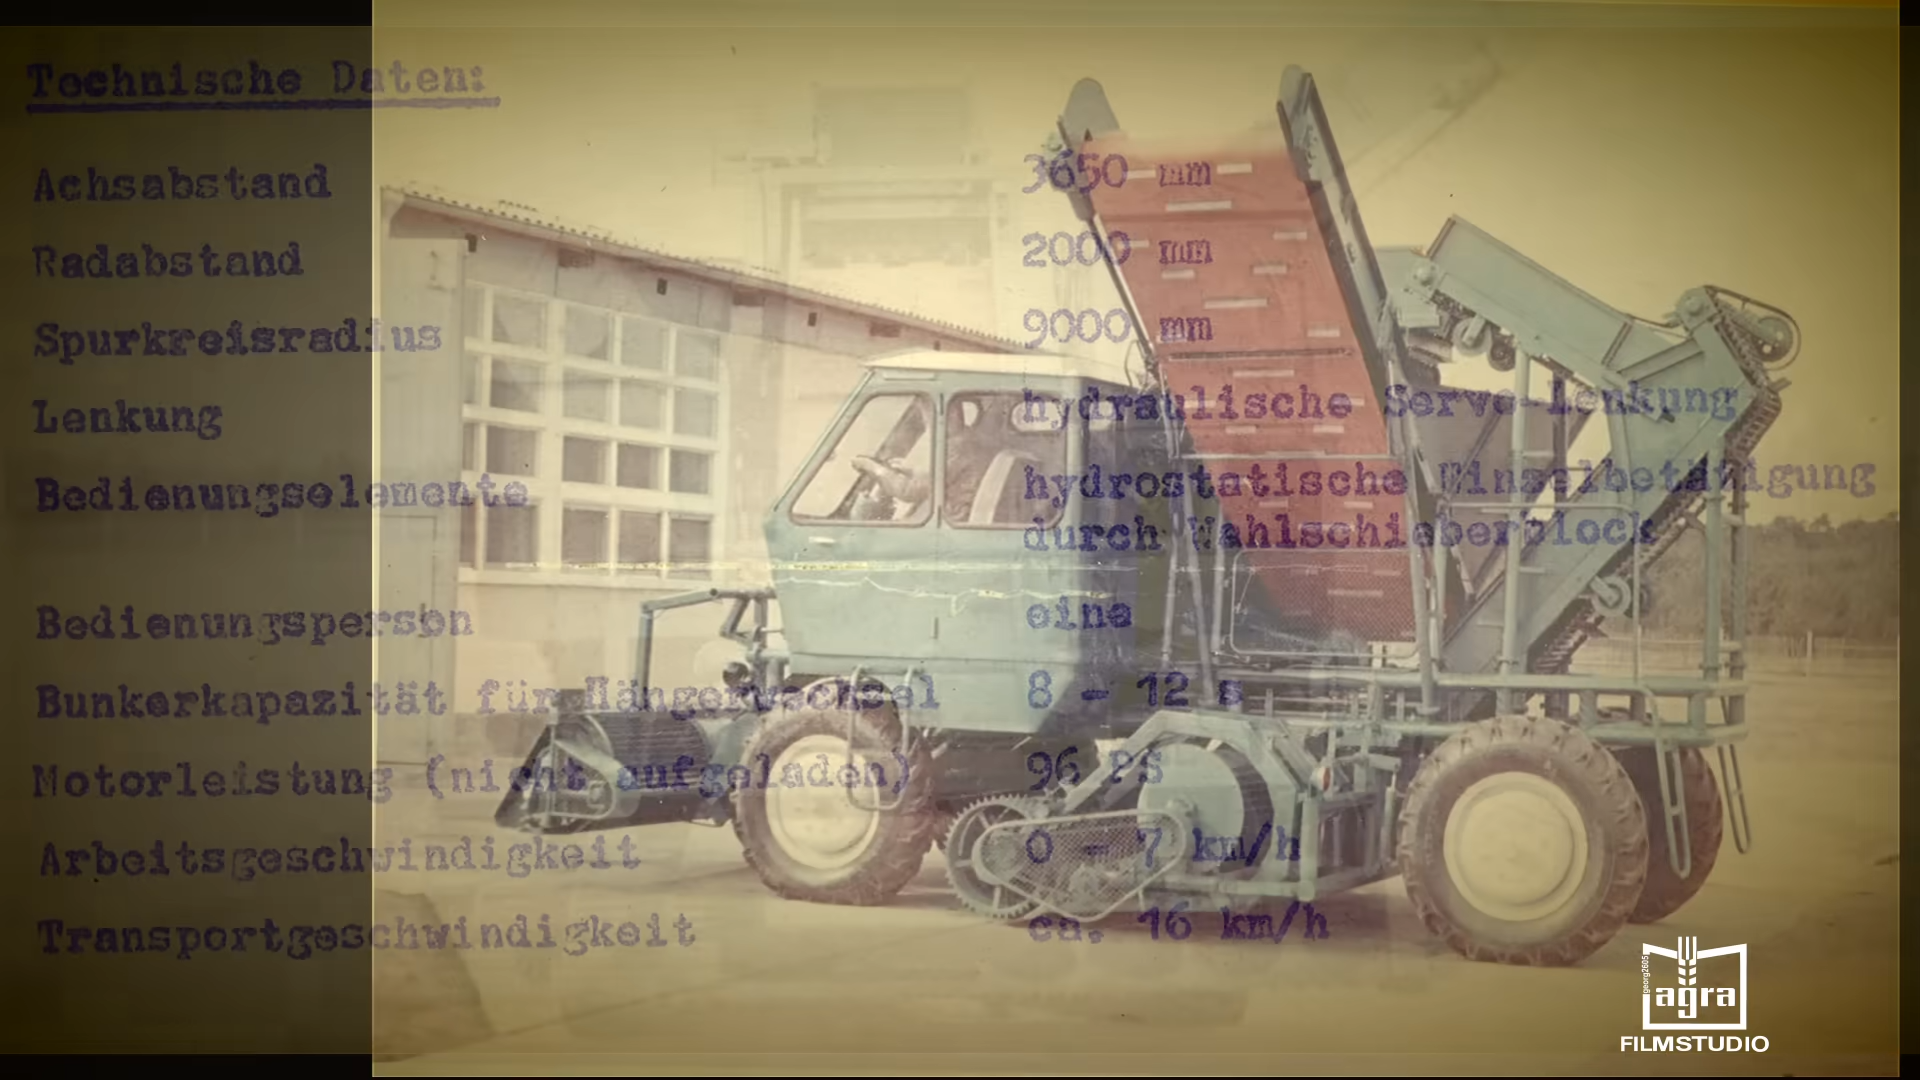 Technische Daten:
Achsabstand 3650 mm
Radabstand 2000 mm
Spurkreisradius 9000 mm
Lenkung hydraulische Servo-Lenkung
Bedienungselemente hydrostatische Einzelbetätigung
durch Wahlschieberblock
Bedienungsperson eine
Bunkerkapazität für Hängerwechsel 8 - 12 s
Motorleistung (nicht aufgeladen) 96 PS
Arbeitsgeschwindigkeit 0 - 7 km/h
Transportgeschwindigkeit ca. 16 km/h
georg2605
agra
FILMSTUDIO